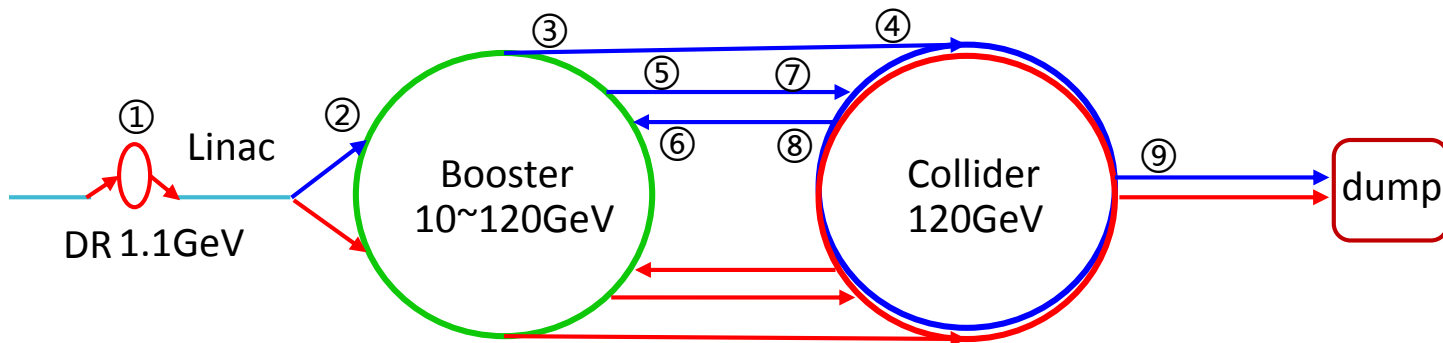 ③
④
①
②
Linac
⑤
⑦
⑥
⑧
⑨
Booster
10~120GeV
Collider
120GeV
dump
DR 1.1GeV